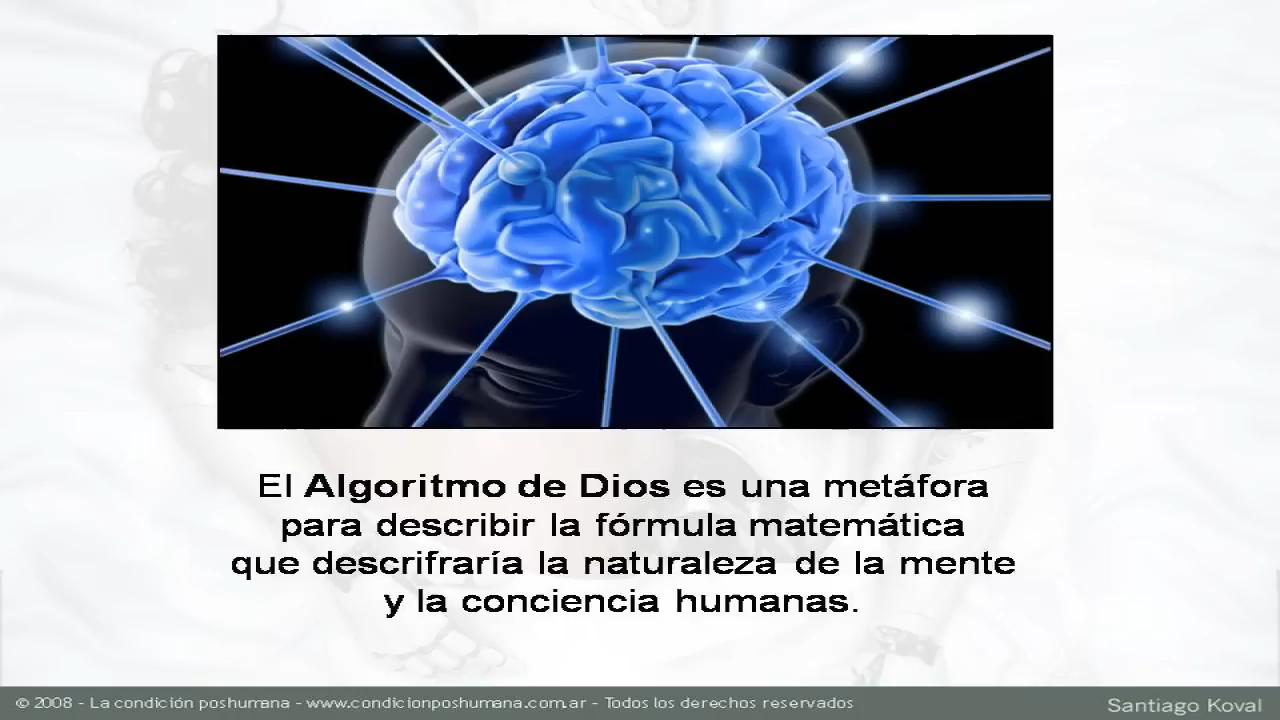 El Algoritmo de Dios es una metáfora
para describir la fórmula matemática
que descrifraría la naturaleza de la mente
y la conciencia humanas.
© 2008 - La condición poshumana - www.condicionposhumana.com.ar - Todos los derechos reservados
Santiago Koval